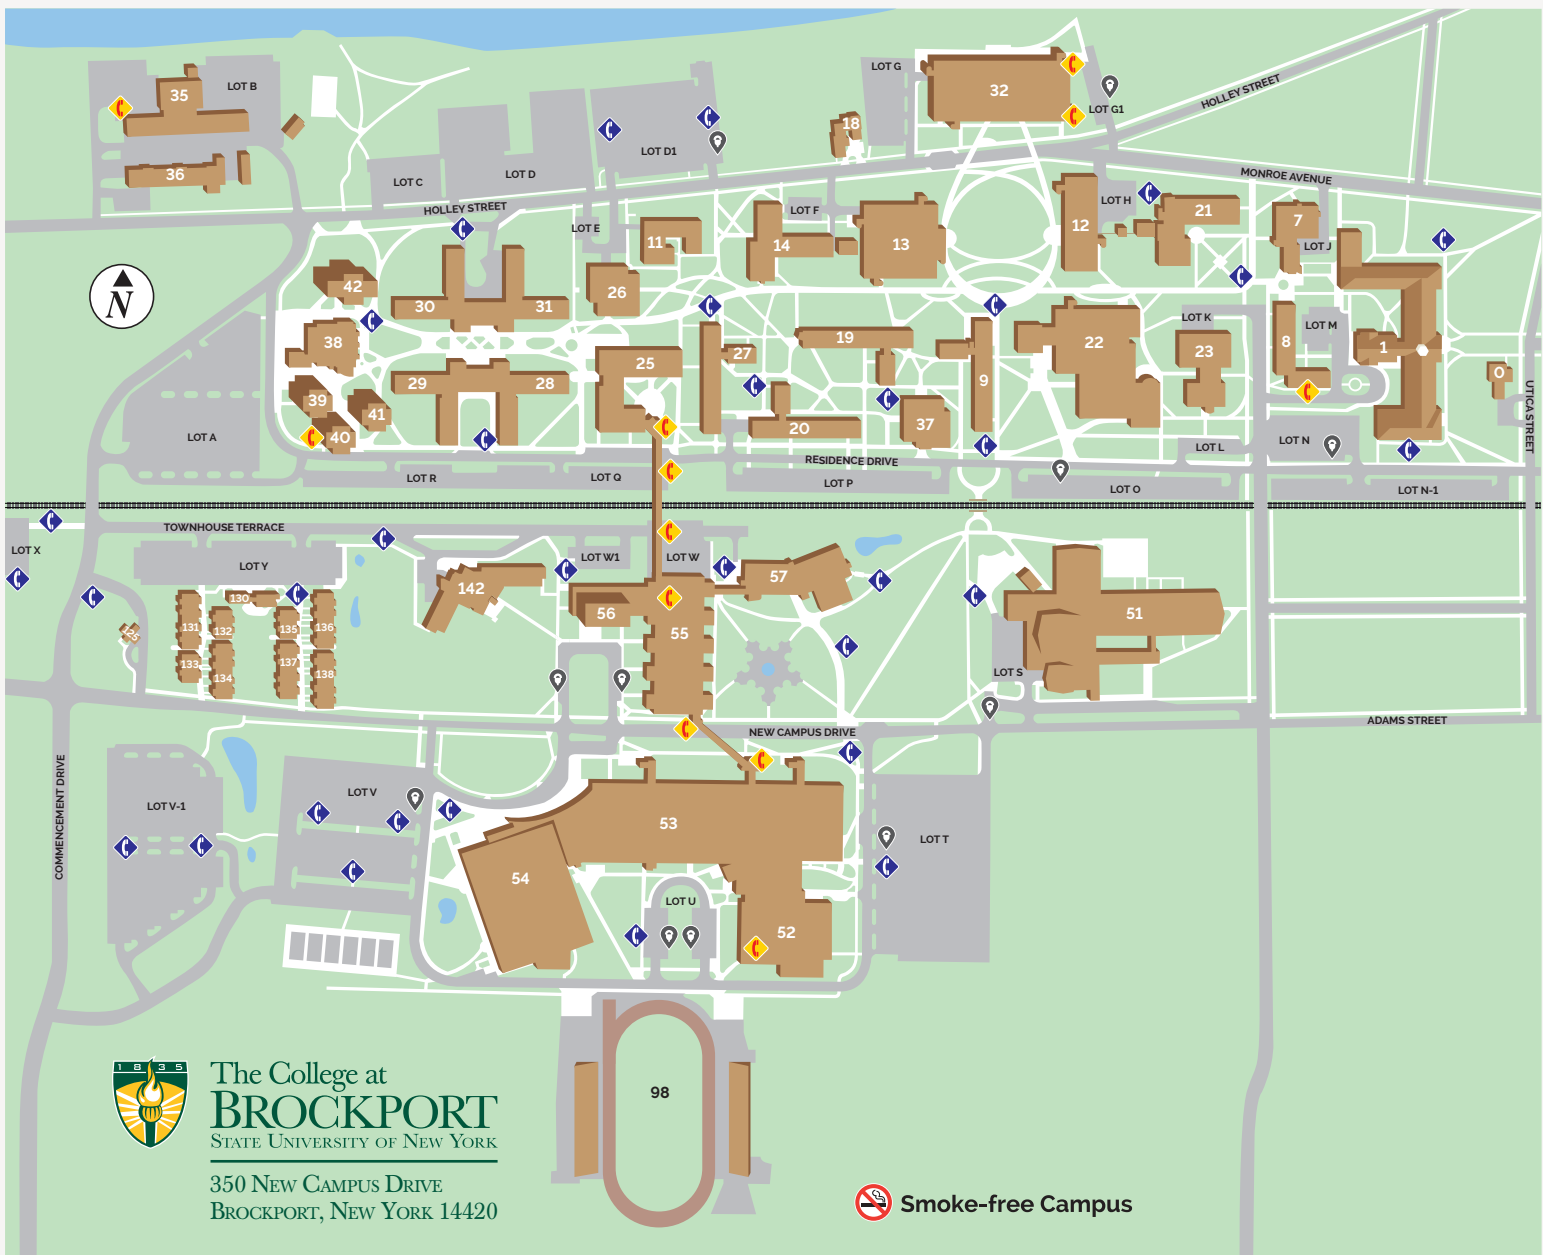 35
LOT B
36
LOT C
LOT D
LOT D1
LOT G
32
LOT G1
HOLLEY STREET
18
HOLLEY STREET
MONROE AVENUE
N
42
30
31
LOT E
11
26
14
LOT F
13
12
LOT H
21
7
LOT J
38
29
28
39
41
40
25
27
19
20
37
9
22
LOT K
23
8
LOT M
1
0
UTICA STREET
LOT A
LOT R
LOT Q
RESIDENCE DRIVE
LOT P
LOT O
LOT L
LOT N
LOT N-1
TOWNHOUSE TERRACE
LOT X
LOT Y
142
LOT W1
LOT W
57
56
55
51
LOT S
125
130
131
132
133
134
135
136
137
138
NEW CAMPUS DRIVE
ADAMS STREET
COMMENCEMENT DRIVE
LOT V-1
LOT V
53
54
LOT U
52
LOT T
98
1 8 3 5
The College at
BROCKPORT
STATE UNIVERSITY OF NEW YORK
350 NEW CAMPUS DRIVE
BROCKPORT, NEW YORK 14420
Smoke-free Campus